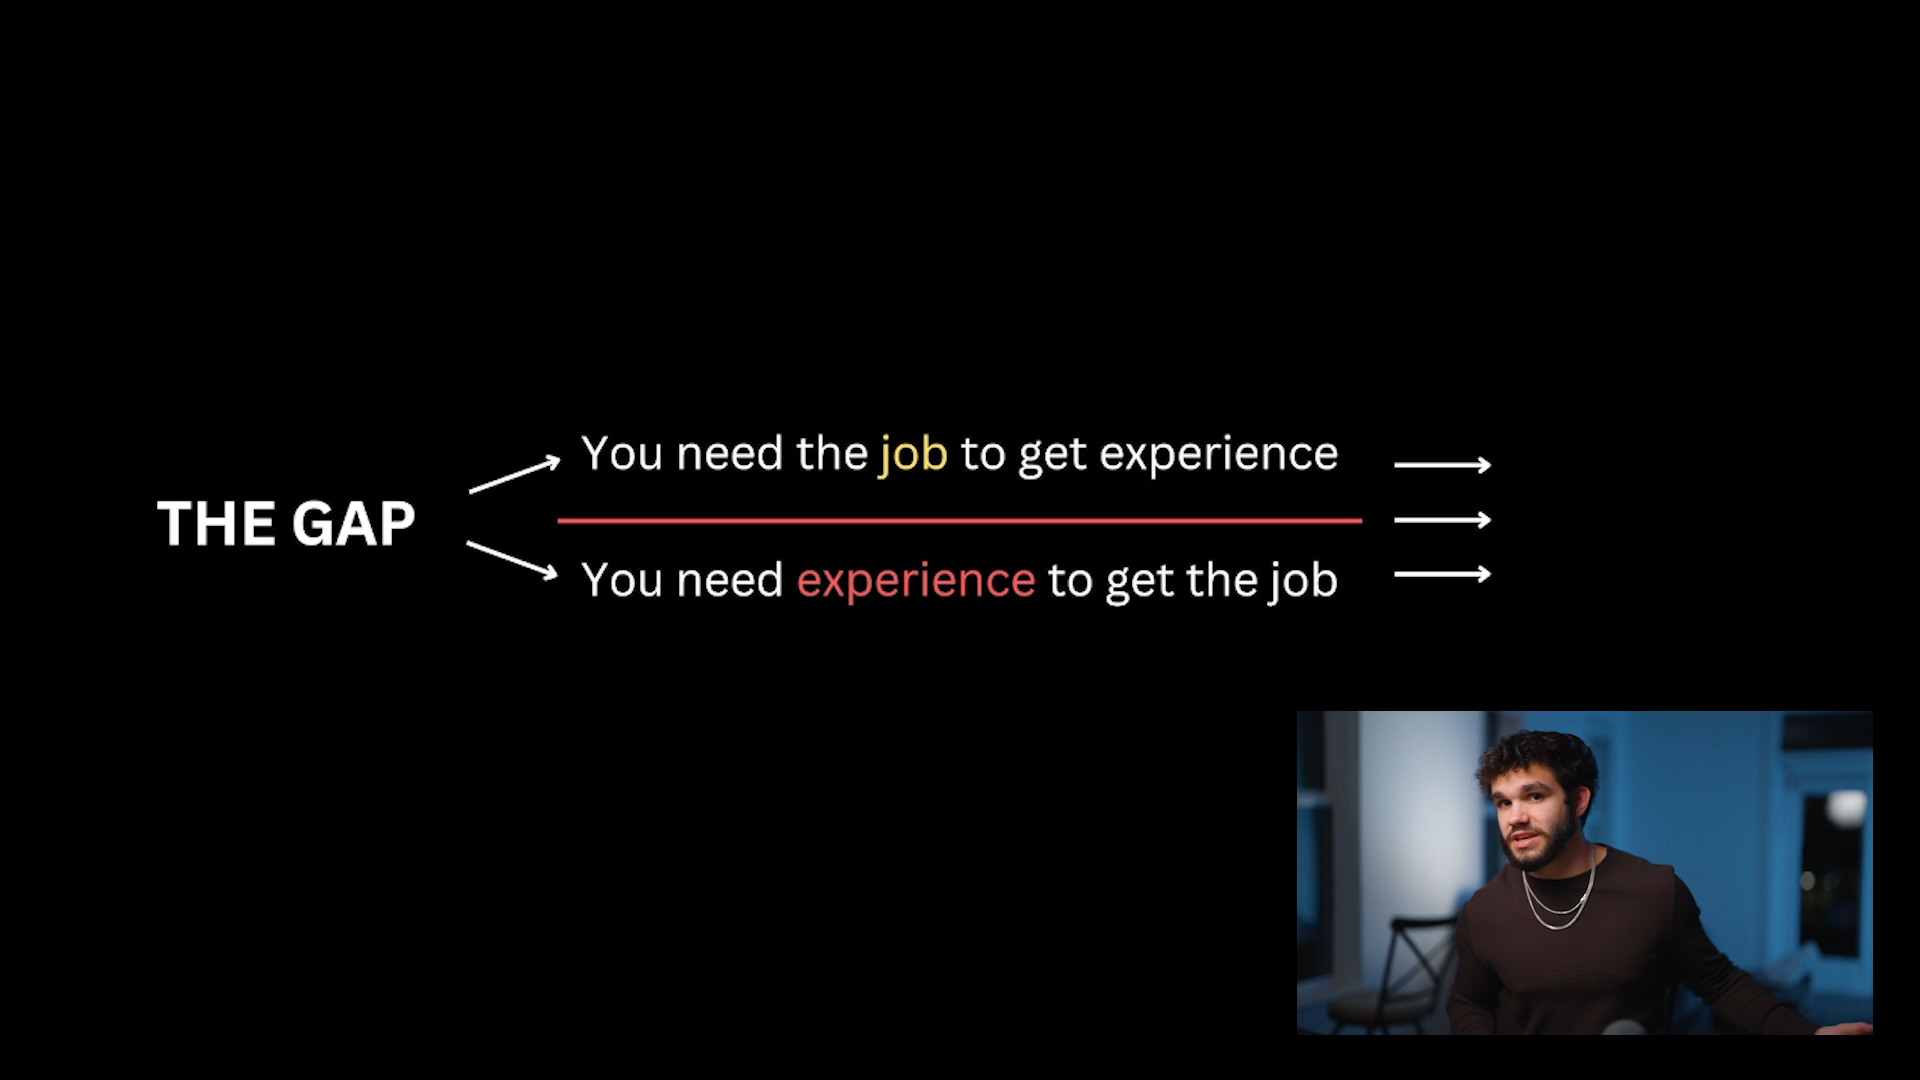 You need the job to get experience
THE GAP
You need experience to get the job